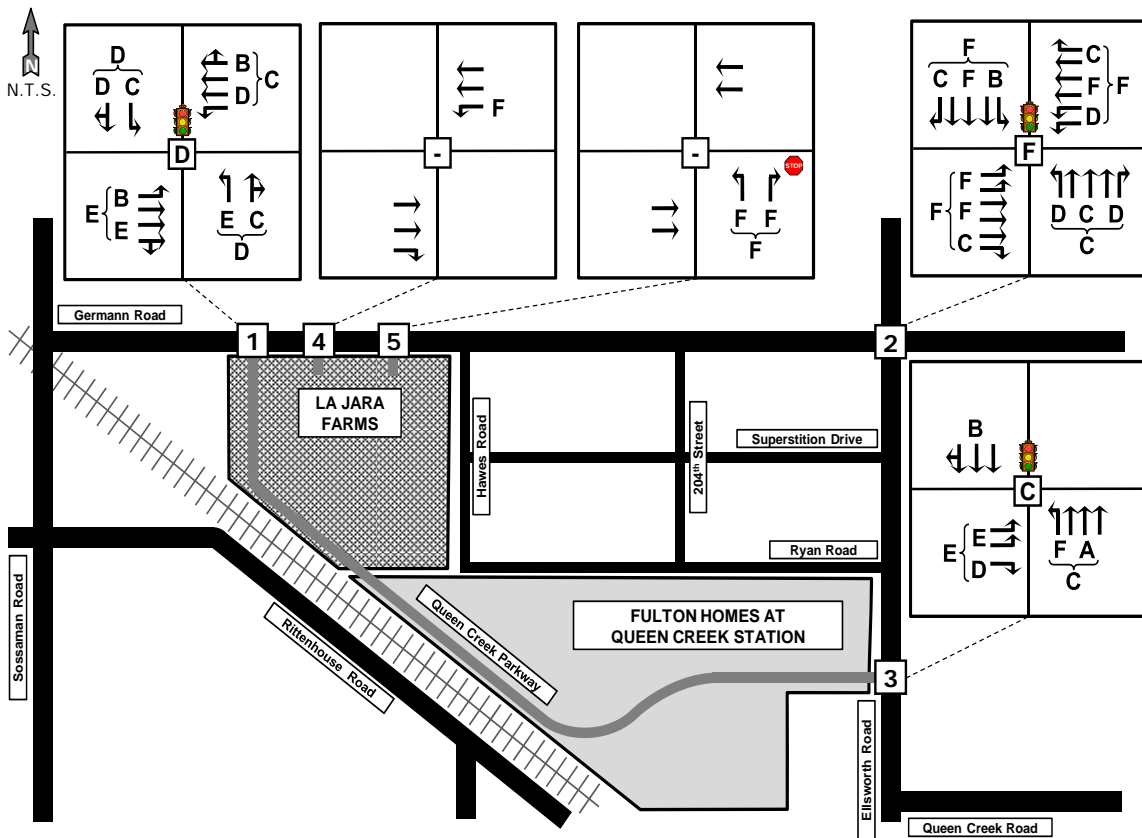 N
N.T.S.
D
D C
B
D
C
D
B
E
E
E C
D
F
-
-
STOP
F F
F
F
C F B
C
F
D
F
F
F
F
C
F
D C D
C
Germann Road
1
4
5
2
LA JARA
FARMS
Hawes Road
204th Street
Superstition Drive
Ryan Road
B
C
E
D
E
F A
C
Sossaman Road
Rittenhouse Road
Queen Creek Parkway
FULTON HOMES AT
QUEEN CREEK STATION
3
Ellsworth Road
Queen Creek Road